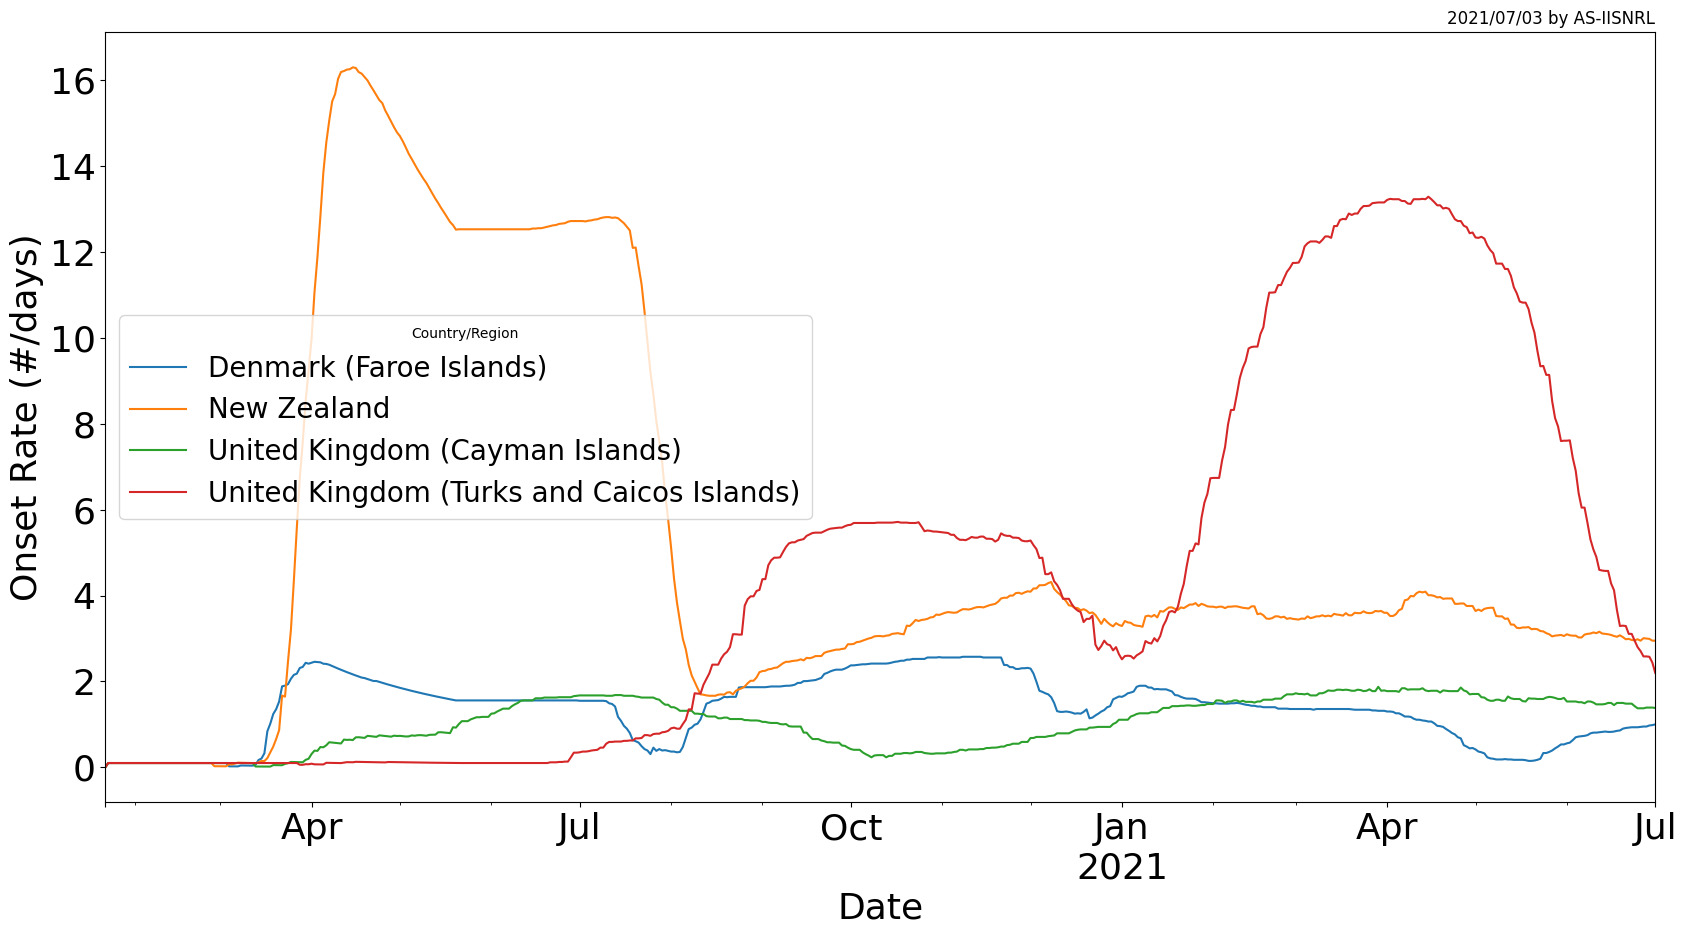 2021/07/03 by AS-IISNRL
16
14
12
10
8
6
4
2
0
Onset Rate (#/days)
Country/Region
Denmark (Faroe Islands)
New Zealand
United Kingdom (Cayman Islands)
United Kingdom (Turks and Caicos Islands)
Apr Jul Oct Jan Apr Jul
2021
Date